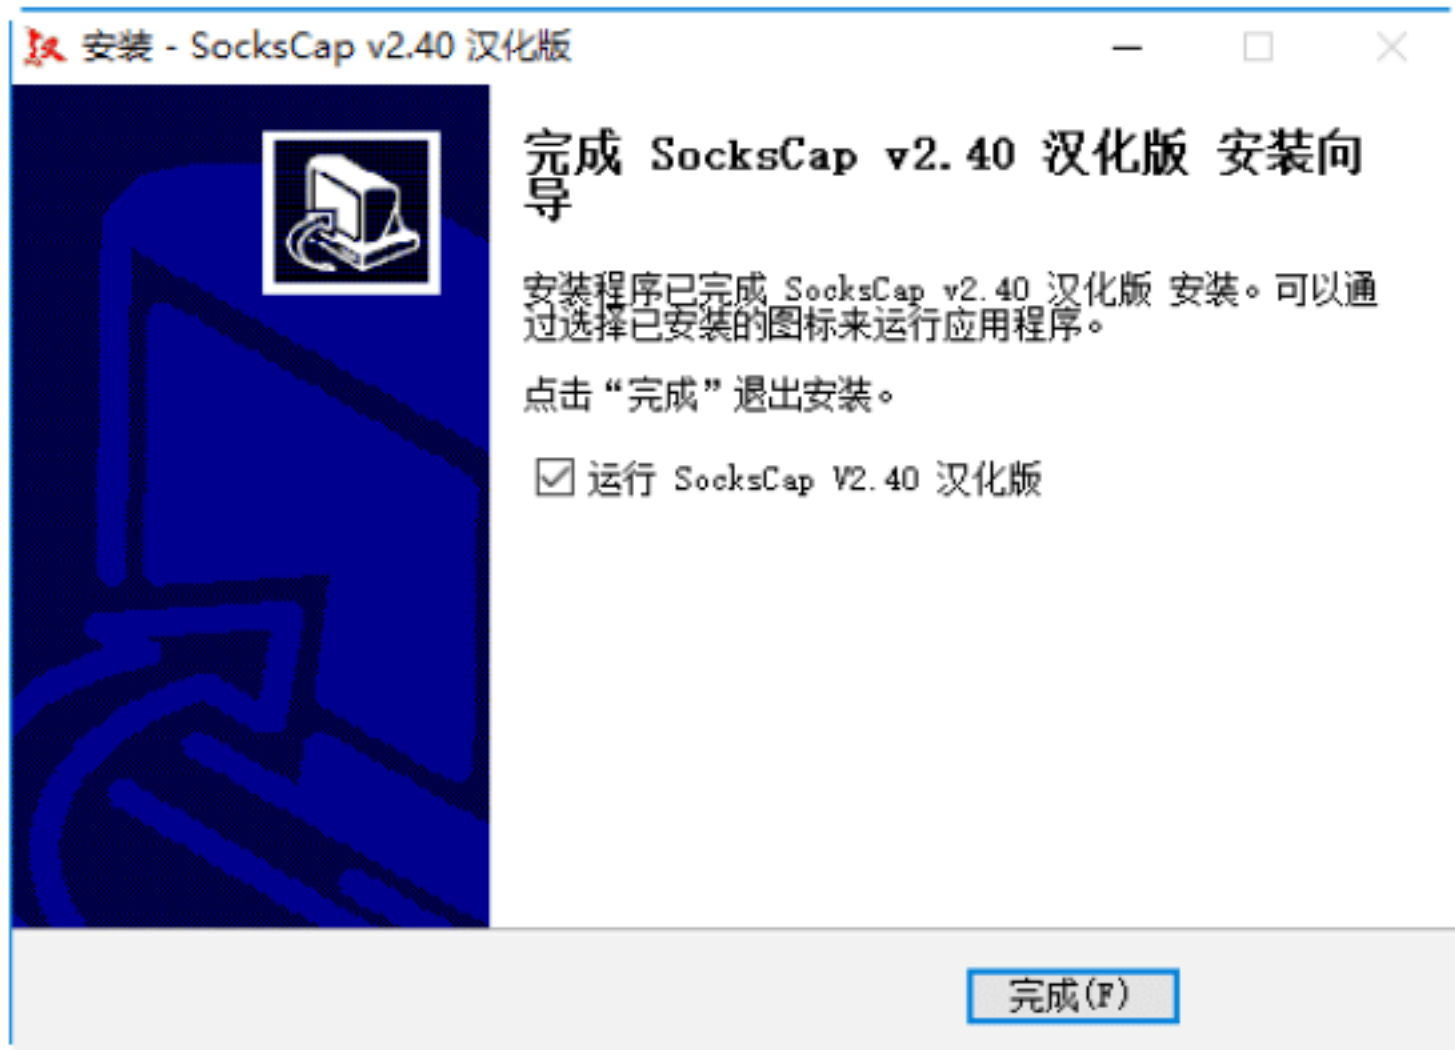 安装 - SocksCap v2.40 汉化版
完成 SocksCap v2.40 汉化版 安装向
导
安装程序已完成 SocksCap v2.40 汉化版 安装。可以通
过选择已安装的图标来运行应用程序。
点击“完成”退出安装。
运行 SocksCap V2.40 汉化版
完成(F)